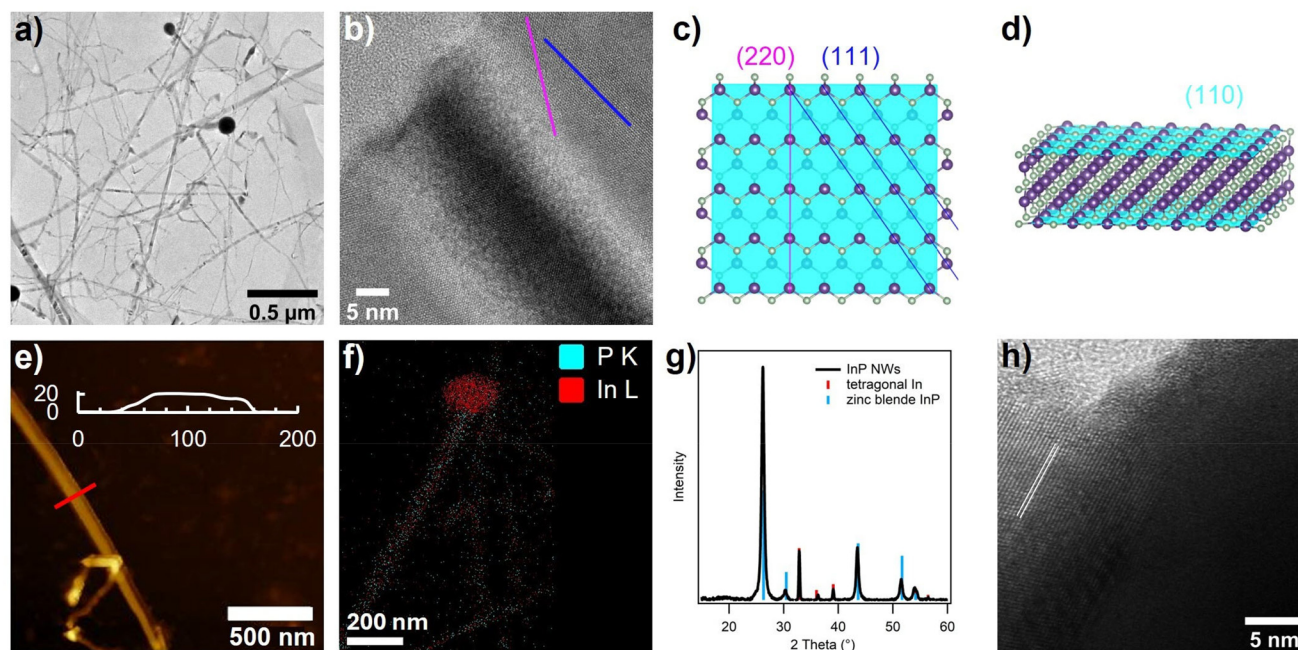 a)
0.5 µm
b)
5 nm
c)
(220) (111)
d)
(110)
e)
20
0
0 100 200
500 nm
f)
P K
In L
200 nm
g)
InP NWs
tetragonal In
zinc blende InP
Intensity
20 30 40 50 60
2 Theta (°)
h)
5 nm